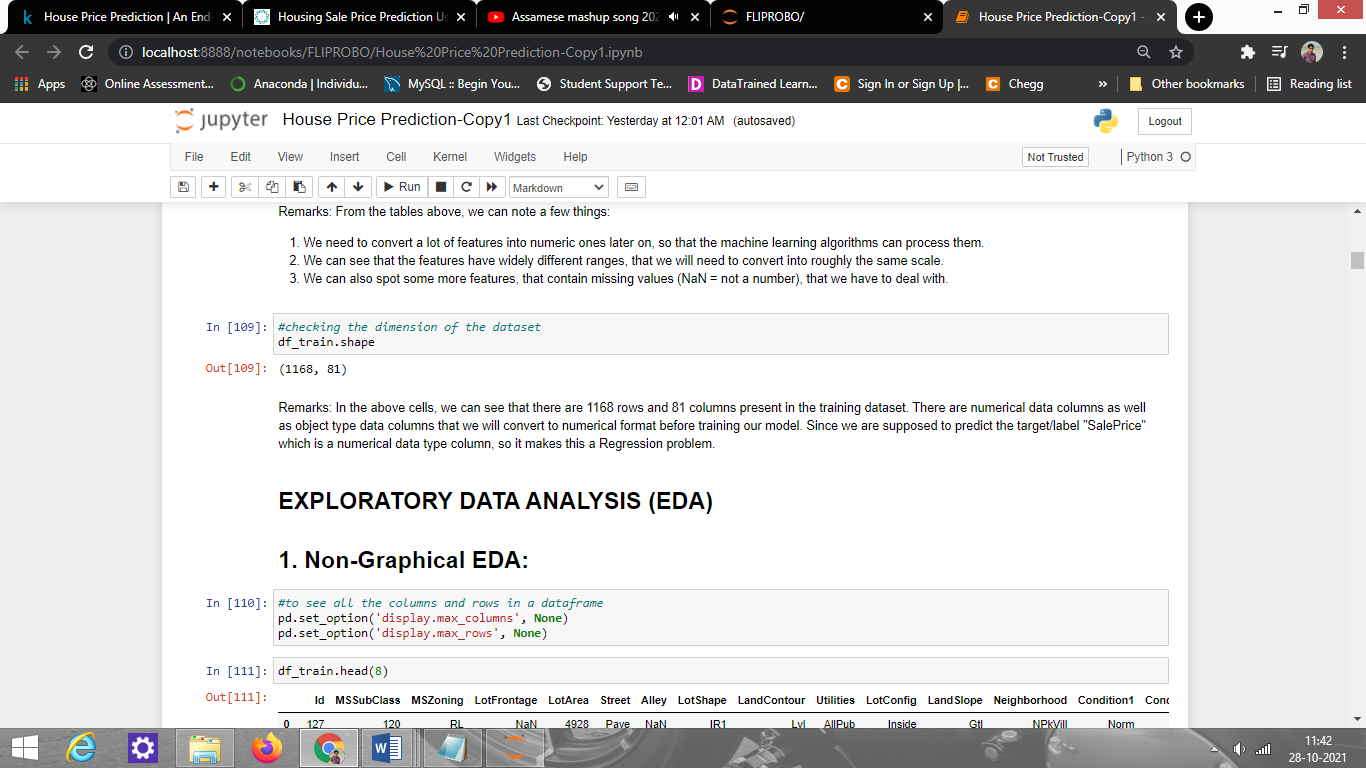 House Price Prediction | An End
Housing Sale Price Prediction Us
Assamese mashup song 202
FLIPROBO/
House Price Prediction-Copy1 -
localhost:8888/notebooks/FLIPROBO/House%20Price%20Prediction-Copy1.ipynb
Apps Online Assessment... Anaconda | Individu... MySQL :: Begin You... Student Support Te... DataTrained Learn... Sign In or Sign Up |... Chegg » Other bookmarks Reading list
jupyter House Price Prediction-Copy1 Last Checkpoint: Yesterday at 12:01 AM (autosaved) Logout
File Edit View Insert Cell Kernel Widgets Help Not Trusted Python 3
Run Markdown
Remarks: From the tables above, we can note a few things:
1. We need to convert a lot of features into numeric ones later on, so that the machine learning algorithms can process them.
2. We can see that the features have widely different ranges, that we will need to convert into roughly the same scale.
3. We can also spot some more features, that contain missing values (NaN = not a number), that we have to deal with.
In [109]: #checking the dimension of the dataset
df_train.shape
Out[109]: (1168, 81)
Remarks: In the above cells, we can see that there are 1168 rows and 81 columns present in the training dataset. There are numerical data columns as well
as object type data columns that we will convert to numerical format before training our model. Since we are supposed to predict the target/label "SalePrice"
which is a numerical data type column, so it makes this a Regression problem.
EXPLORATORY DATA ANALYSIS (EDA)
1. Non-Graphical EDA:
In [110]: #to see all the columns and rows in a dataframe
pd.set_option('display.max_columns', None)
pd.set_option('display.max_rows', None)
In [111]: df_train.head(8)
Out[111]: Id MSSubClass MSZoning LotFrontage LotArea Street Alley LotShape LandContour Utilities LotConfig LandSlope Neighborhood Condition1 Cond
0 127 120 RL NaN 4928 Pave NaN IR1 Lvl AllPub Inside Gtl NPkVill Norm
11:42
28-10-2021